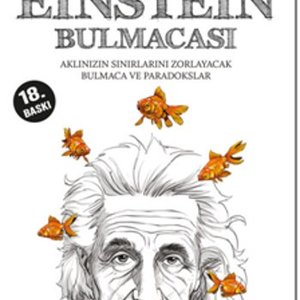 EINSTEIN
BULMACASI
AKLINIZIN SINIRLARINI ZORLAYACAK
BULMACA VE PARADOKSLAR
18.
BASKI